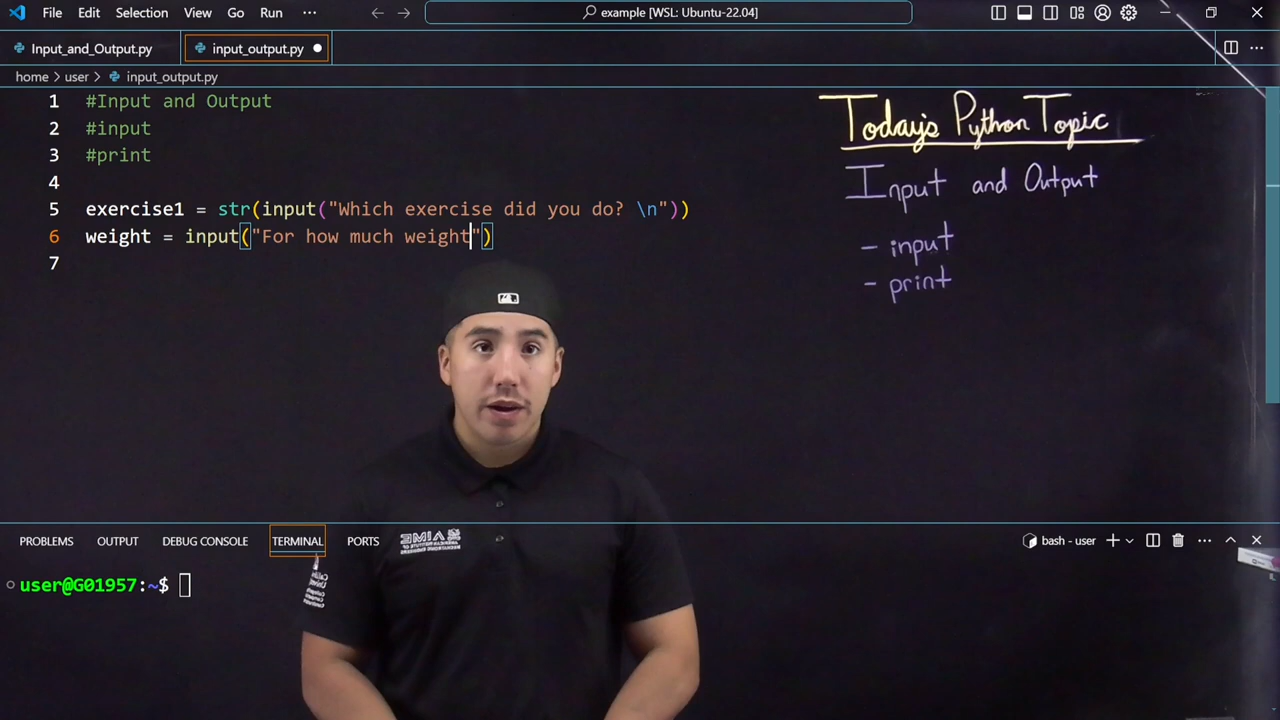 File Edit Selection View Go Run ··· example [WSL: Ubuntu-22.04]
Input_and_Output.py input_output.py
home > user > input_output.py
1 #Input and Output
2 #input
3 #print
4
5 exercise1 = str(input("Which exercise did you do? \n"))
6 weight = input("For how much weight")
7
Today's Python Topic
Input and Output
- input
- print
PROBLEMS OUTPUT DEBUG CONSOLE TERMINAL PORTS bash - user
user@G01957:~$
AIME